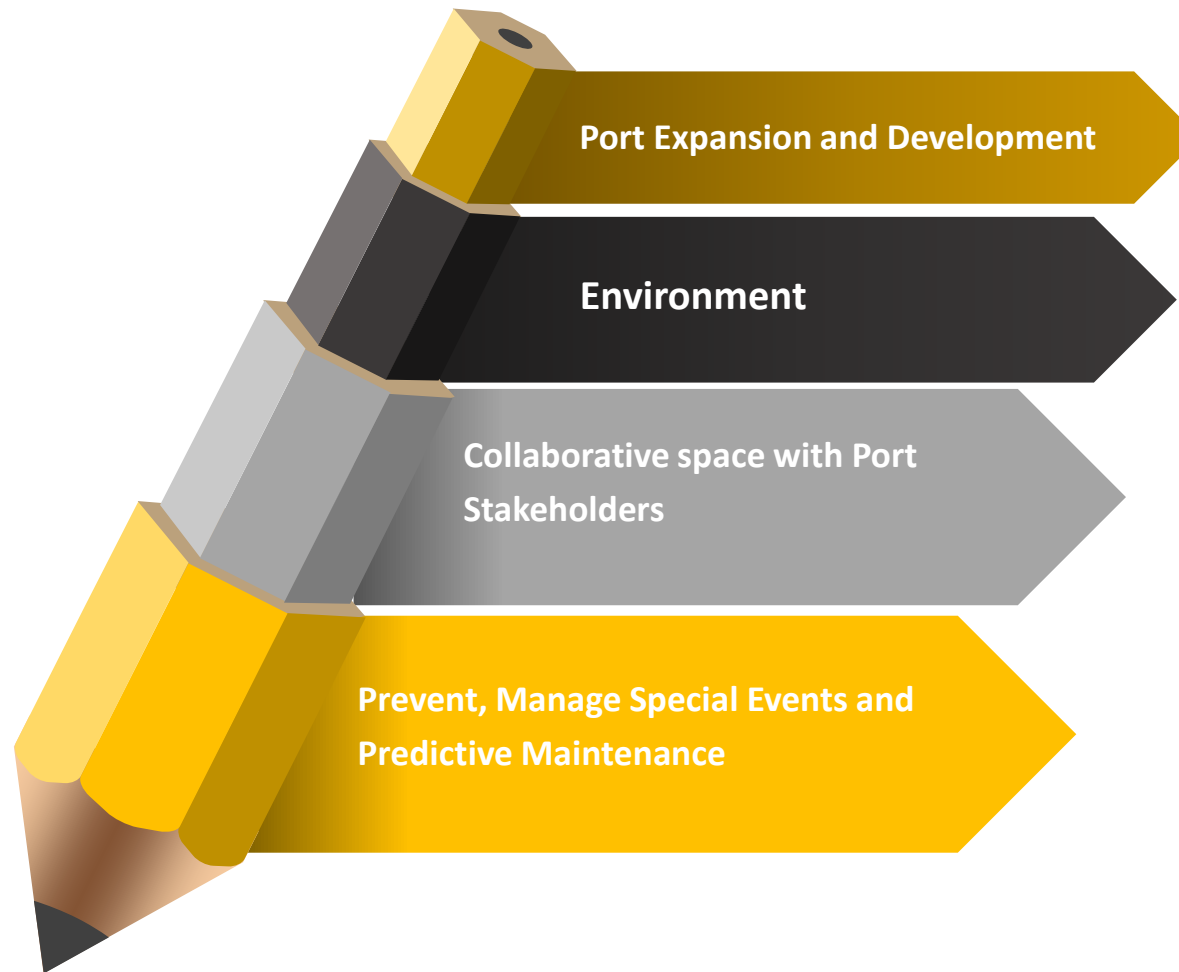 Port Expansion and Development
Environment
Collaborative space with Port
Stakeholders
Prevent, Manage Special Events and
Predictive Maintenance